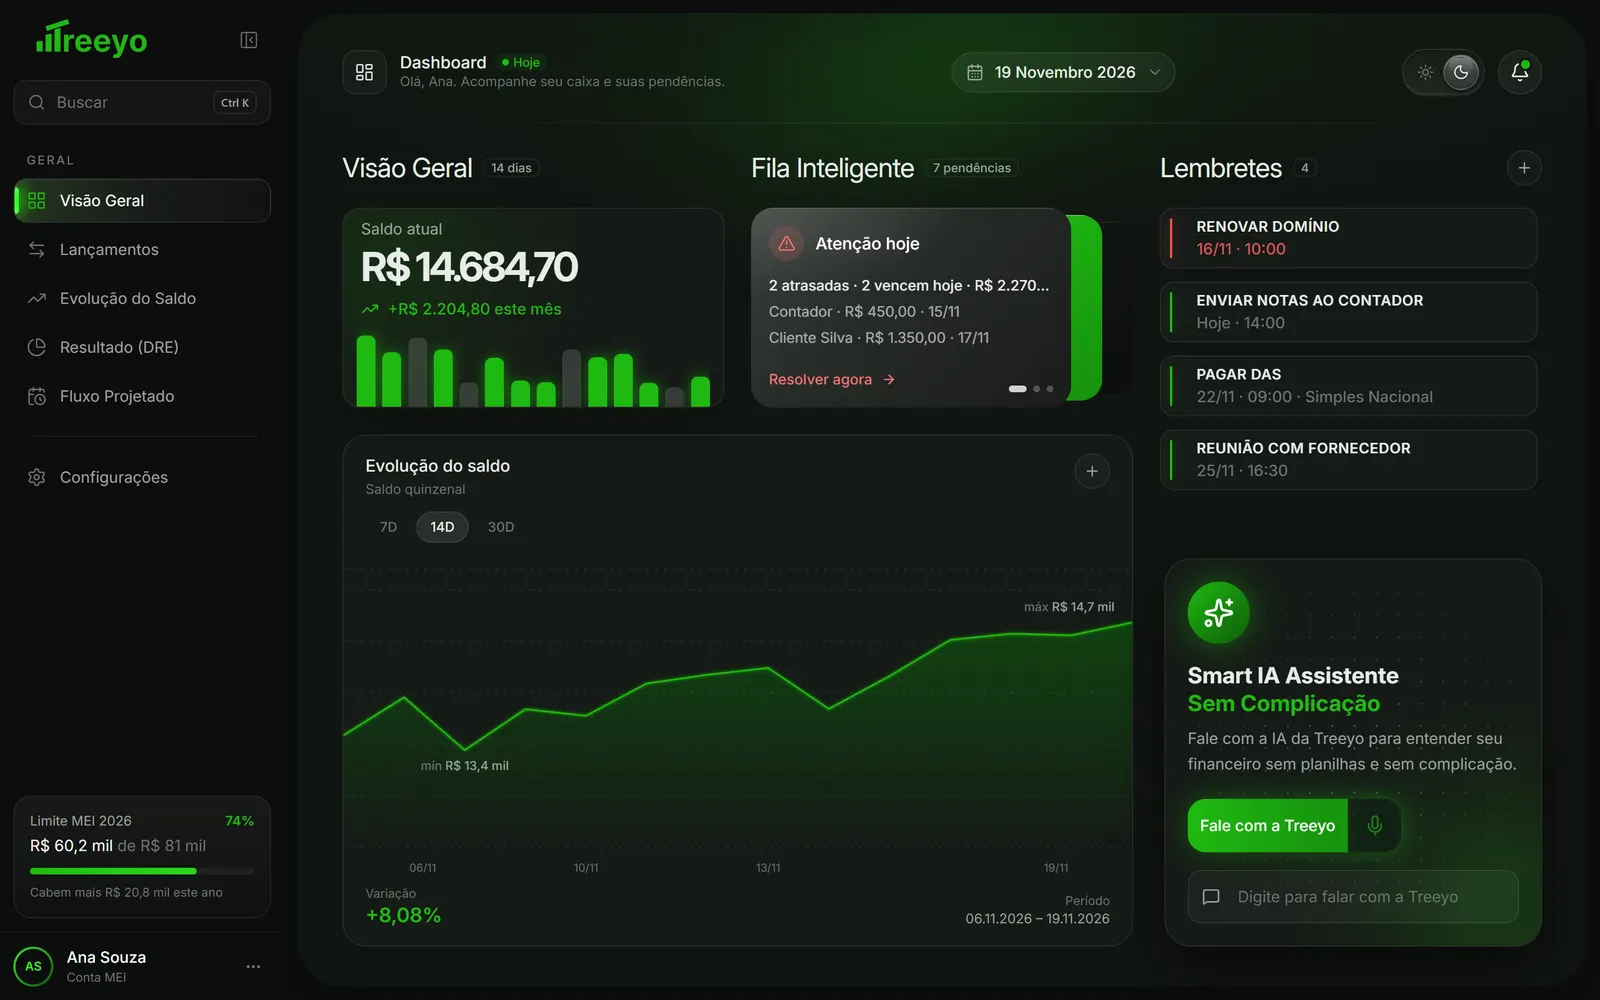 Treeyo
Buscar
Ctrl K
GERAL
Visão Geral
Lançamentos
Evolução do Saldo
Resultado (DRE)
Fluxo Projetado
Configurações
Limite MEI 2026
74%
R$ 60,2 mil de R$ 81 mil
Cabem mais R$ 20,8 mil este ano
AS
Ana Souza
Conta MEI
Dashboard
Hoje
Olá, Ana. Acompanhe seu caixa e suas pendências.
19 Novembro 2026
Visão Geral
14 dias
Saldo atual
R$ 14.684,70
+R$ 2.204,80 este mês
Fila Inteligente
7 pendências
Atenção hoje
2 atrasadas · 2 vencem hoje · R$ 2.270...
Contador · R$ 450,00 · 15/11
Cliente Silva · R$ 1.350,00 · 17/11
Resolver agora
Evolução do saldo
Saldo quinzenal
7D
14D
30D
máx R$ 14,7 mil
mín R$ 13,4 mil
06/11
10/11
13/11
19/11
Variação
+8,08%
Período
06.11.2026 – 19.11.2026
Lembretes
4
RENOVAR DOMÍNIO
16/11 · 10:00
ENVIAR NOTAS AO CONTADOR
Hoje · 14:00
PAGAR DAS
22/11 · 09:00 · Simples Nacional
REUNIÃO COM FORNECEDOR
25/11 · 16:30
Smart IA Assistente
Sem Complicação
Fale com a IA da Treeyo para entender seu
financeiro sem planilhas e sem complicação.
Fale com a Treeyo
Digite para falar com a Treeyo